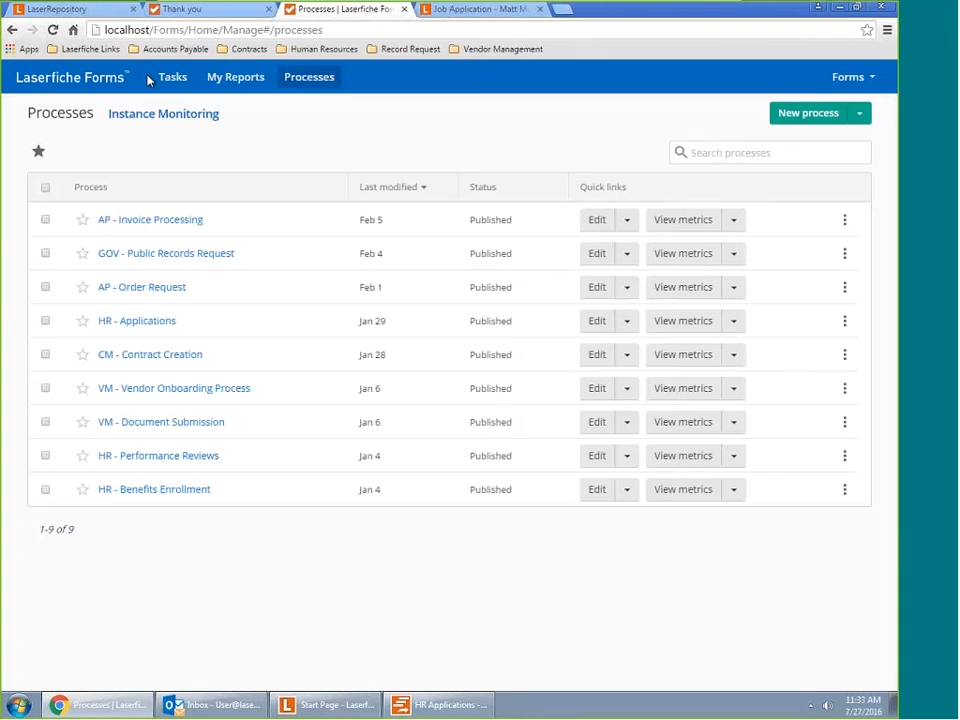 LaserRepository
Thank you
Processes | Laserfiche For
Job Application - Matt M
localhost/Forms/Home/Manage#/processes
Apps Laserfiche Links Accounts Payable Contracts Human Resources Record Request Vendor Management
Laserfiche Forms™ Tasks My Reports Processes Forms
Processes Instance Monitoring New process
Search processes
Process Last modified Status Quick links
AP - Invoice Processing Feb 5 Published Edit View metrics
GOV - Public Records Request Feb 4 Published Edit View metrics
AP - Order Request Feb 1 Published Edit View metrics
HR - Applications Jan 29 Published Edit View metrics
CM - Contract Creation Jan 28 Published Edit View metrics
VM - Vendor Onboarding Process Jan 6 Published Edit View metrics
VM - Document Submission Jan 6 Published Edit View metrics
HR - Performance Reviews Jan 4 Published Edit View metrics
HR - Benefits Enrollment Jan 4 Published Edit View metrics
1-9 of 9
Processes | Laserfi... Inbox - User@lase... Start Page - Laserf... HR Applications -...
11:33 AM
7/27/2016